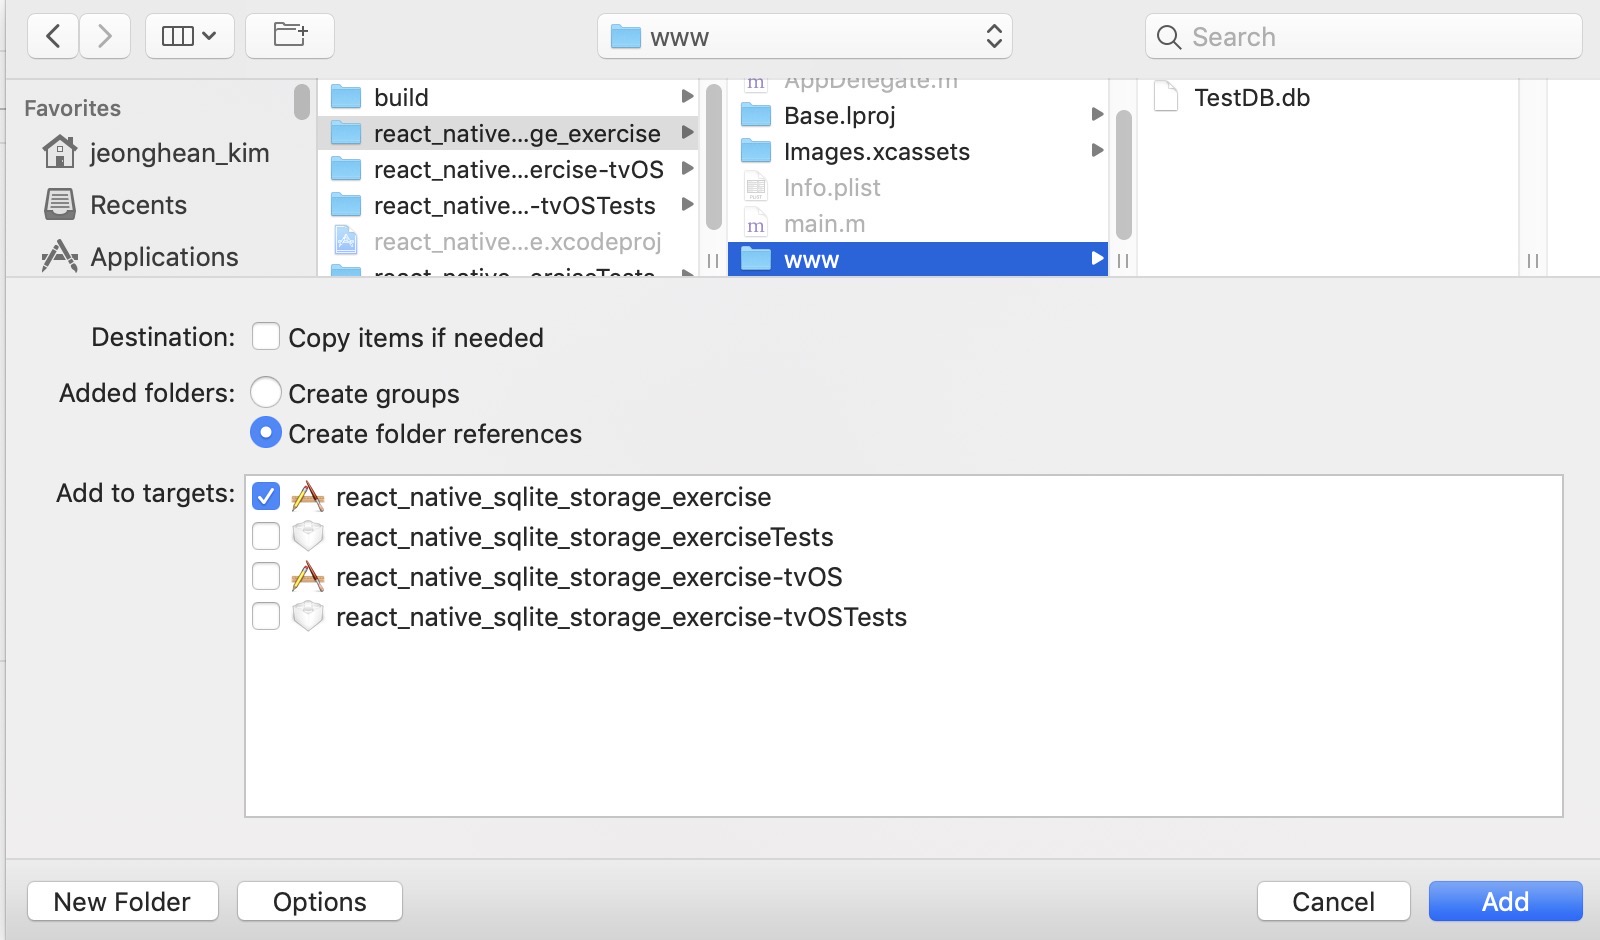 www
Search
Favorites
jeonghean_kim
Recents
Applications
build
react_native...ge_exercise
react_native...ercise-tvOS
react_native...-tvOSTests
react_native...e.xcodeproj
react_native...erciseTests
AppDelegate.m
Base.lproj
Images.xcassets
Info.plist
main.m
www
TestDB.db
Destination:
Copy items if needed
Added folders:
Create groups
Create folder references
Add to targets:
react_native_sqlite_storage_exercise
react_native_sqlite_storage_exerciseTests
react_native_sqlite_storage_exercise-tvOS
react_native_sqlite_storage_exercise-tvOSTests
New Folder
Options
Cancel
Add